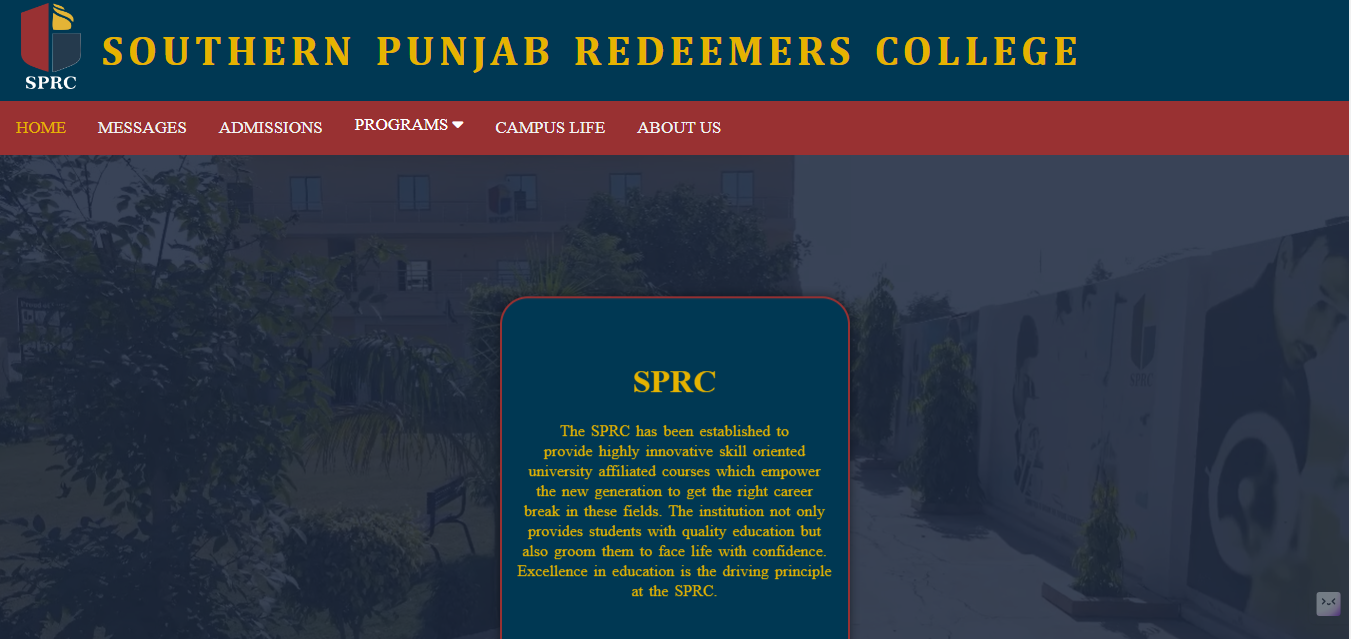 SPRC
SOUTHERN PUNJAB REDEEMERS COLLEGE
HOME MESSAGES ADMISSIONS PROGRAMS CAMPUS LIFE ABOUT US
SPRC
The SPRC has been established to
provide highly innovative skill oriented
university affiliated courses which empower
the new generation to get the right career
break in these fields. The institution not only
provides students with quality education but
also groom them to face life with confidence.
Excellence in education is the driving principle
at the SPRC.
SPRC